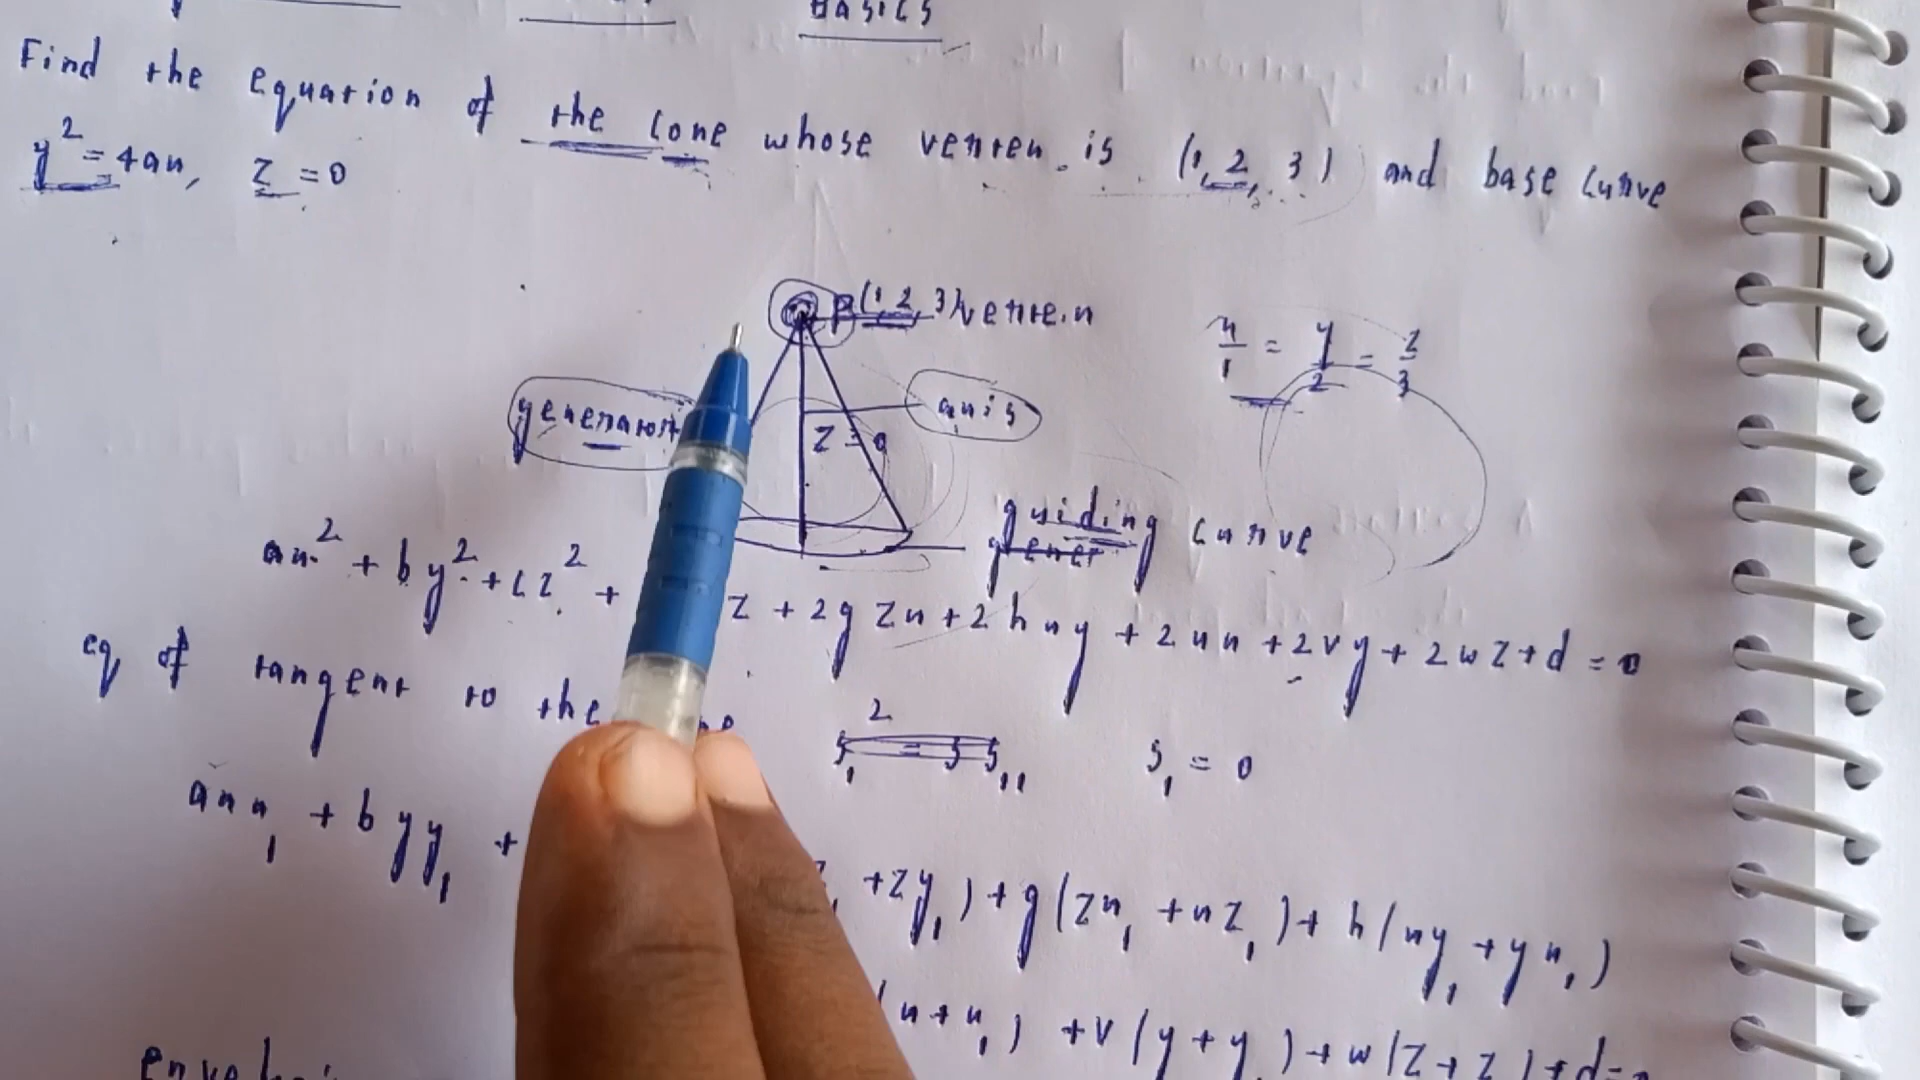 Basics
Find the equation of the cone whose vertex is (1, 2, 3) and base curve
y² = 4ax, z = 0
P(1, 2, 3) vertex
x/1 = y/2 = z/3
axis
z = 0
guiding curve
ax² + by² + cz² + z + 2gzx + 2hxy + 2ux + 2vy + 2wz + d = 0
eq of tangent to the
S₁² = SS₁₁ S₁ = 0
axx₁ + byy₁ + + zy₁) + g(zx₁ + xz₁) + h(xy₁ + yx₁)
(x + x₁) + v(y + y₁) + w(z + z₁) + d = 0